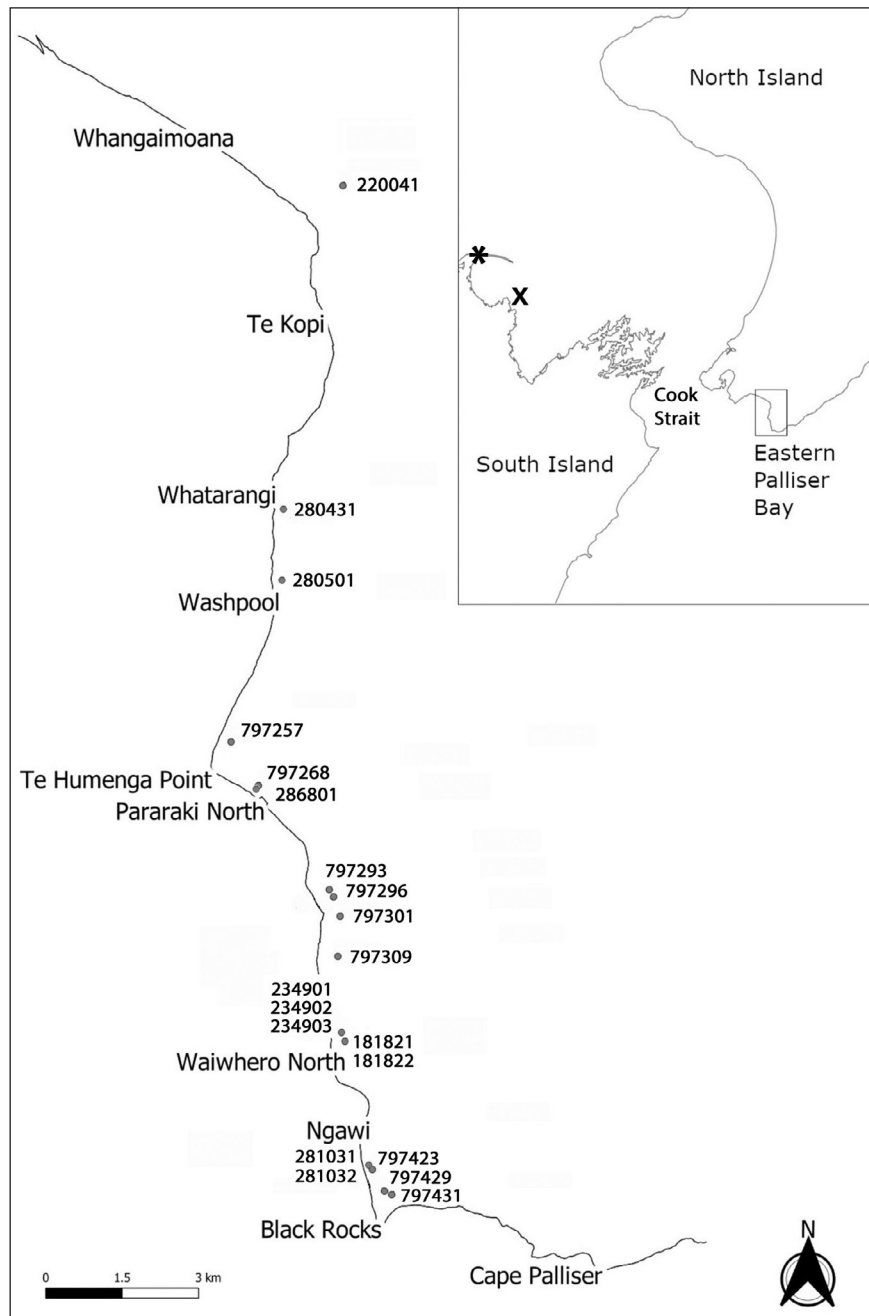 North Island
Whangaimoana
220041
*
X
Te Kopi
Cook
Strait
South Island
Eastern
Palliser
Bay
Whatarangi
280431
280501
Washpool
797257
Te Humenga Point
797268
286801
Pararaki North
797293
797296
797301
797309
234901
234902
234903
181821
Waiwhero North
181822
Ngawi
281031
797423
281032
797429
797431
Black Rocks
N
Cape Palliser
0 1.5 3 km